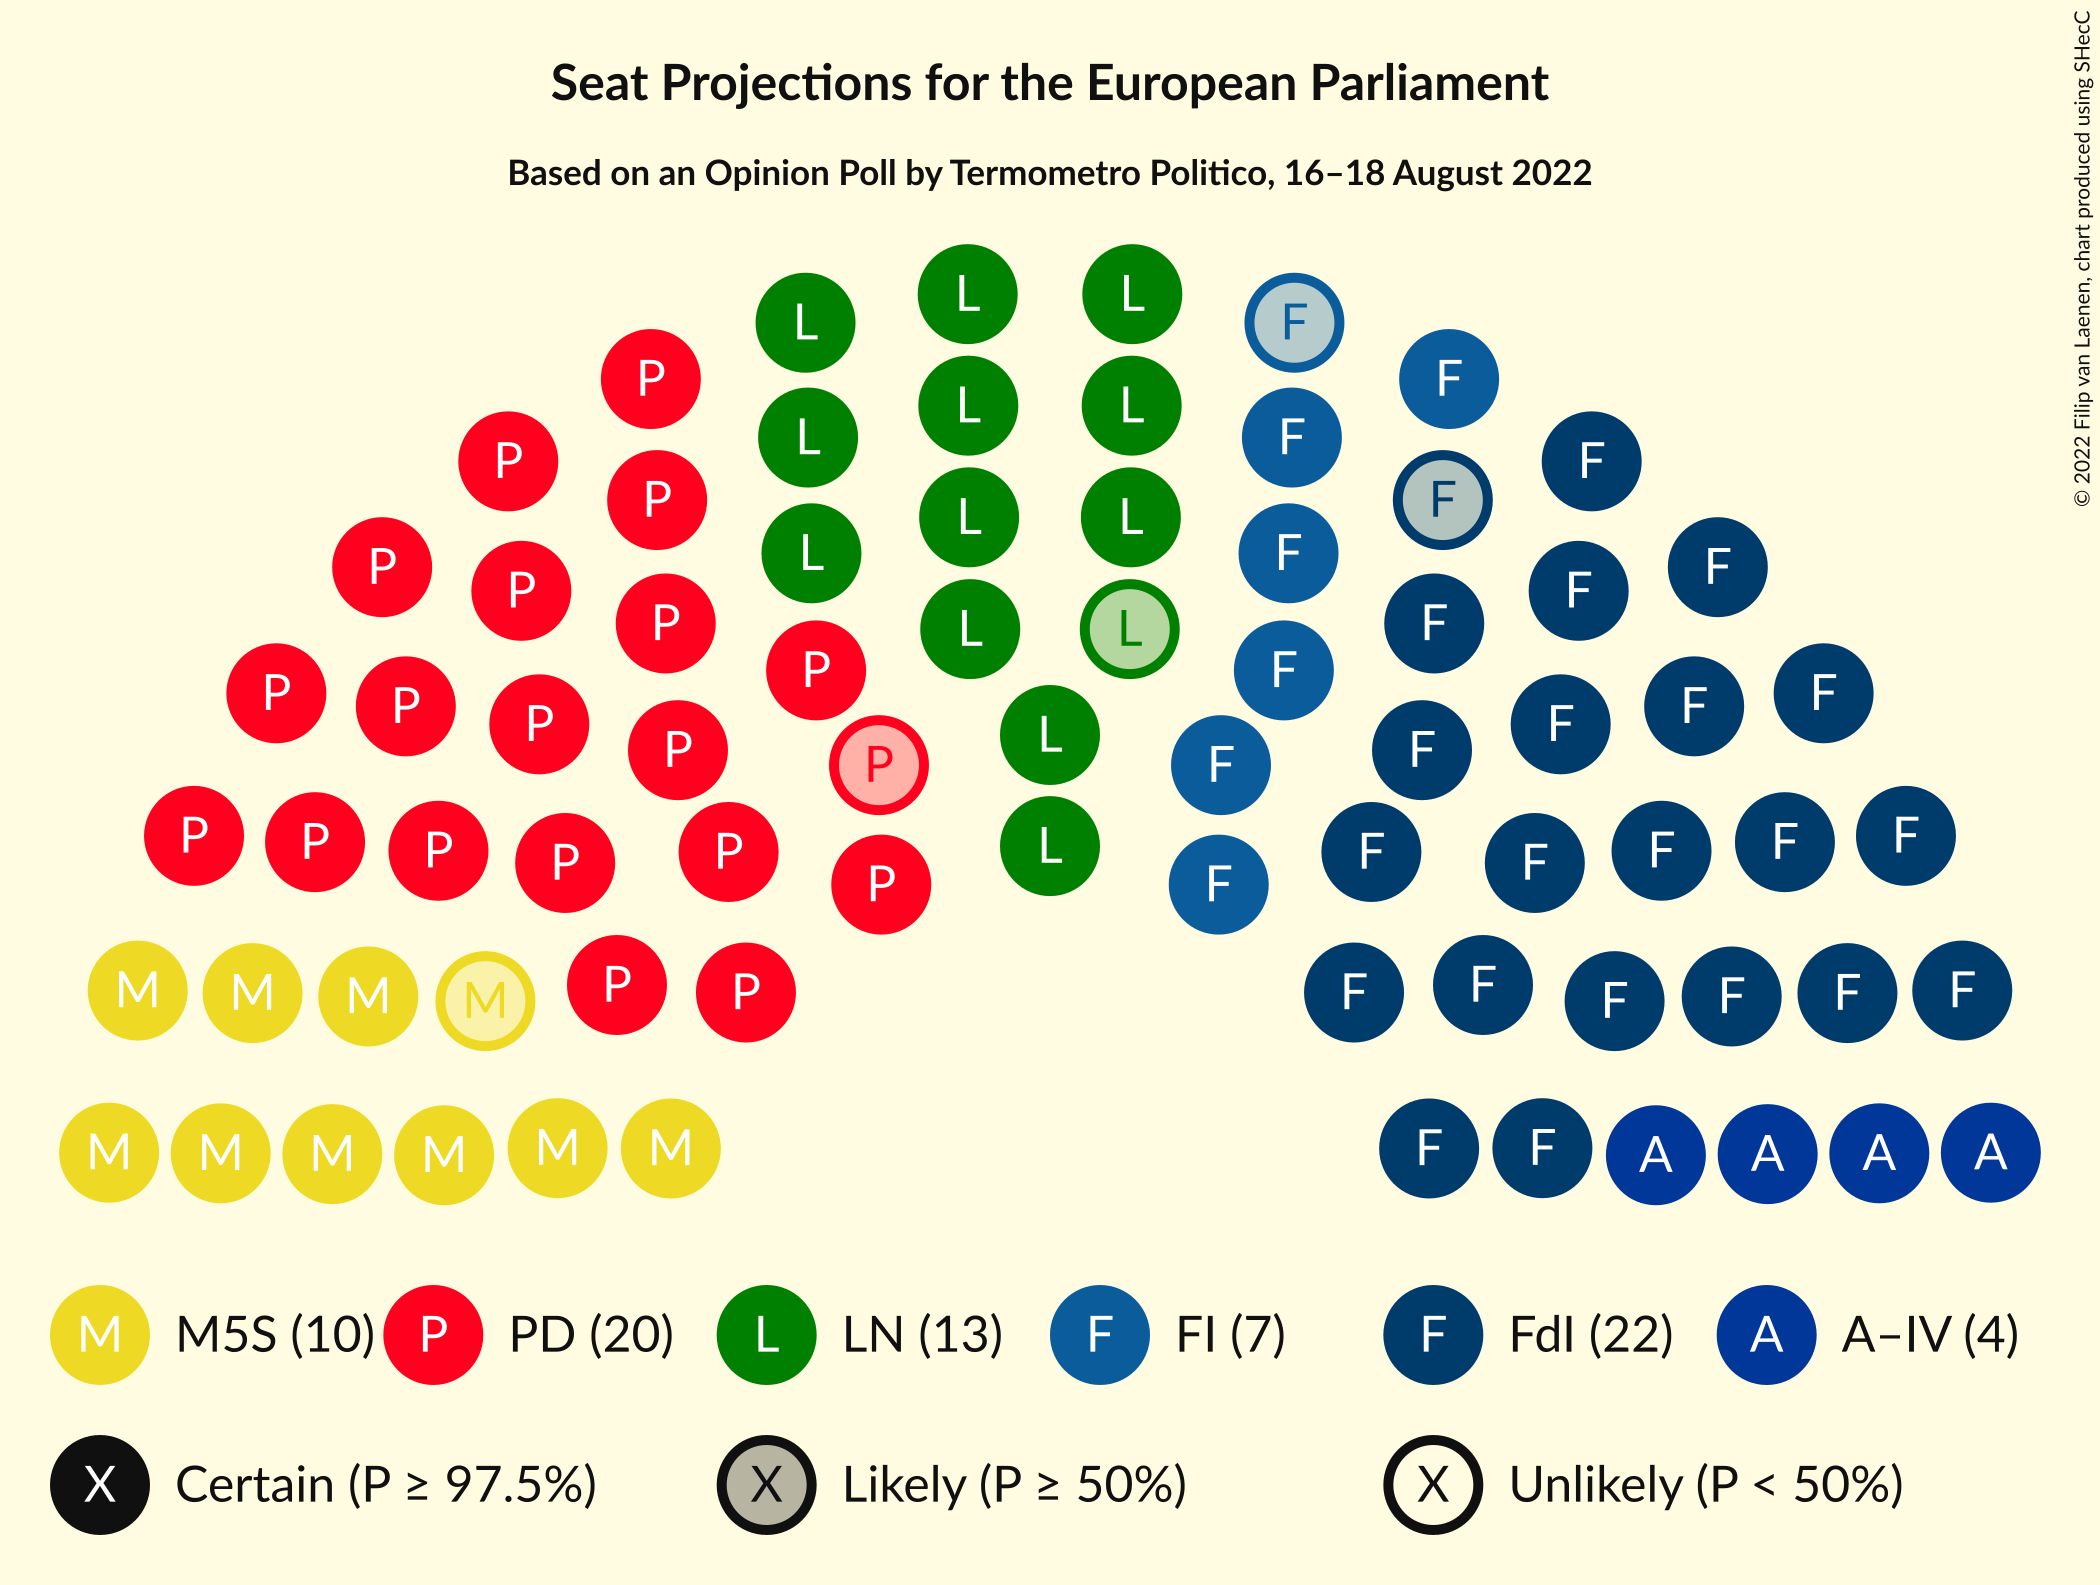 Seat Projections for the European Parliament
Based on an Opinion Poll by Termometro Politico, 16–18 August 2022
© 2022 Filip van Laenen, chart produced using SHecC
L L
L F
P F
L L
L F
P F
P F
L L
L F
P F
P F
P F
P L L F
P F
P F
P L F
P F
P F
P F
P F
P F
P L F
P F
P F
P F
P F
P F
P F
M M M M P P F F F F F F
M M M M M M F F A A A A
M M5S (10) P PD (20) L LN (13) F FI (7) F FdI (22) A A–IV (4)
X Certain (P ≥ 97.5%) X Likely (P ≥ 50%) X Unlikely (P < 50%)